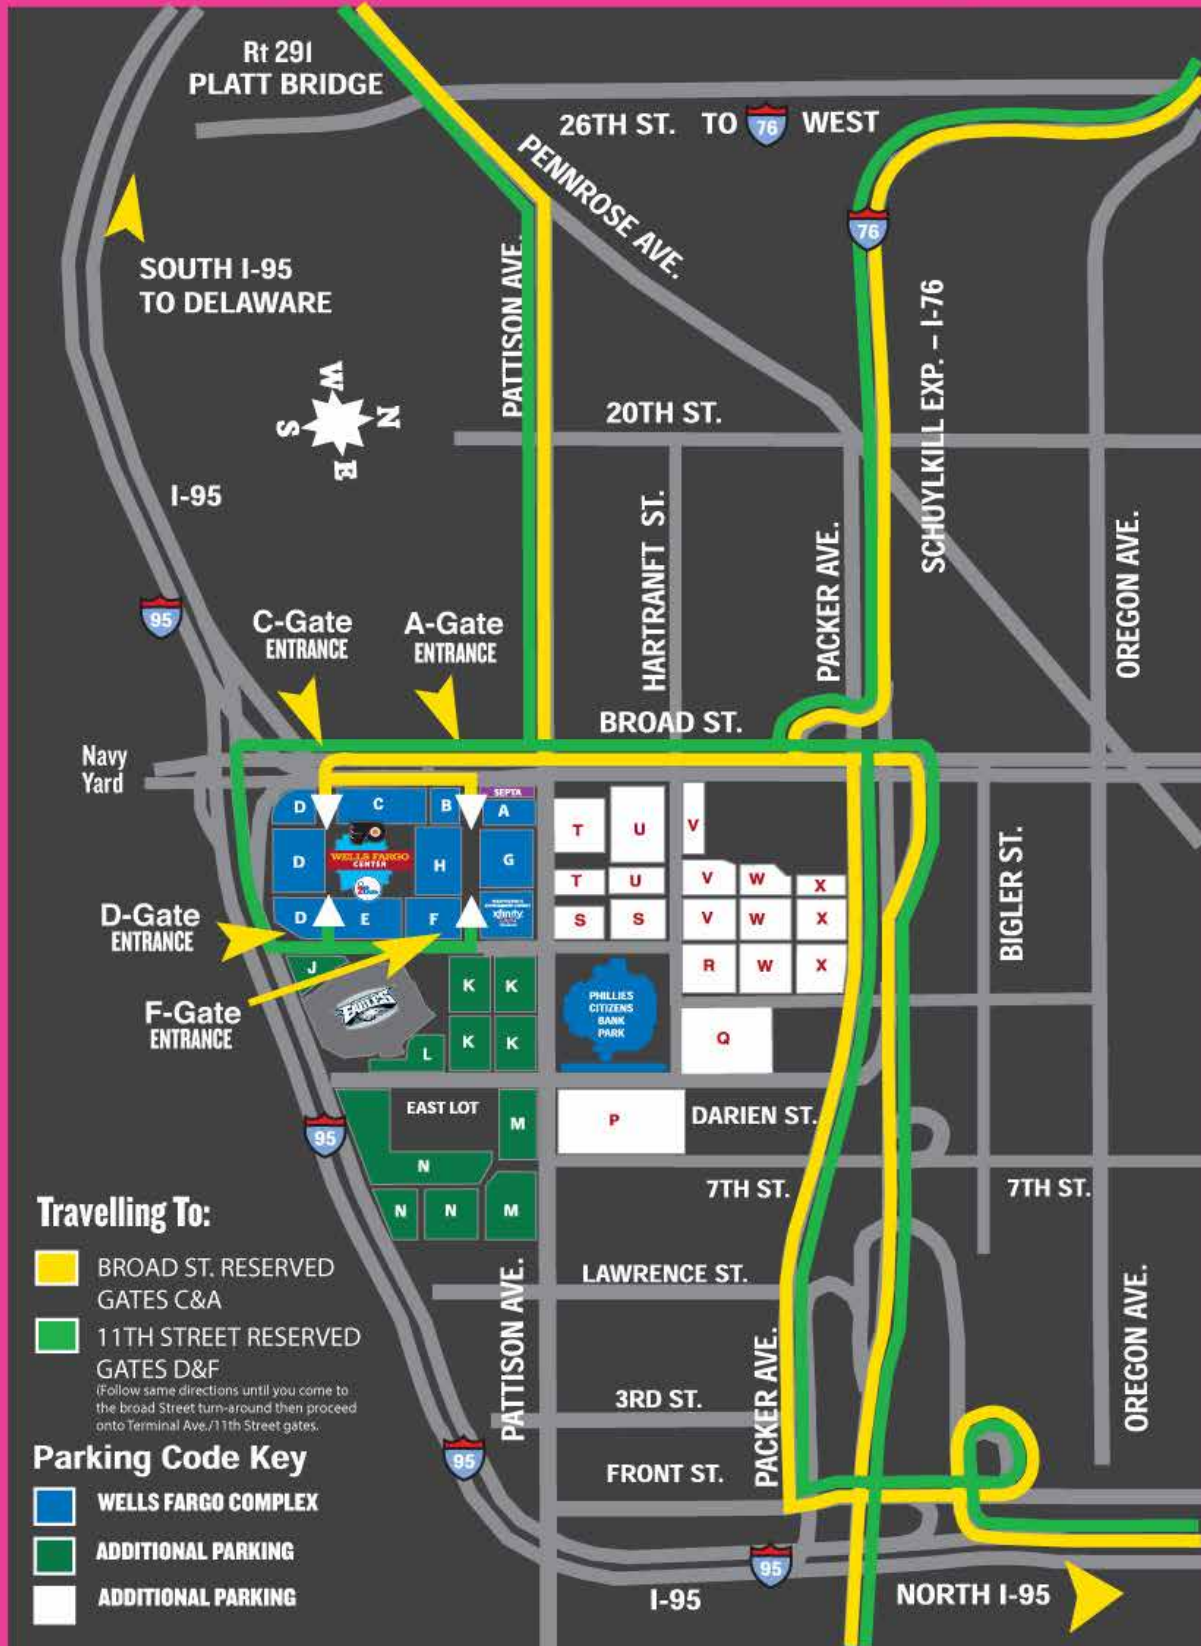 Rt 291
PLATT BRIDGE
26TH ST. TO 76 WEST
PENNROSE AVE.
76
SOUTH I-95
TO DELAWARE
PATTISON AVE.
SCHUYLKILL EXP. – I-76
W
N
S
E
20TH ST.
I-95
HARTRANFT ST.
PACKER AVE.
OREGON AVE.
95
C-Gate
ENTRANCE
A-Gate
ENTRANCE
BROAD ST.
Navy
Yard
SEPTA
D
C
B
A
T
U
V
WELLS FARGO
CENTER
D
H
G
T
U
V
W
X
BIGLER ST.
D
E
F
xfinity
S
S
V
W
X
D-Gate
ENTRANCE
J
K
K
R
W
X
EAGLES
PHILLIES
CITIZENS
BANK
PARK
F-Gate
ENTRANCE
L
K
K
Q
EAST LOT
M
P
DARIEN ST.
95
N
7TH ST.
7TH ST.
N
N
M
Travelling To:
BROAD ST. RESERVED
GATES C&A
11TH STREET RESERVED
GATES D&F
(Follow same directions until you come to
the broad Street turn-around then proceed
onto Terminal Ave./11th Street gates.
PATTISON AVE.
LAWRENCE ST.
PACKER AVE.
OREGON AVE.
3RD ST.
FRONT ST.
95
Parking Code Key
WELLS FARGO COMPLEX
ADDITIONAL PARKING
ADDITIONAL PARKING
95
I-95
NORTH I-95